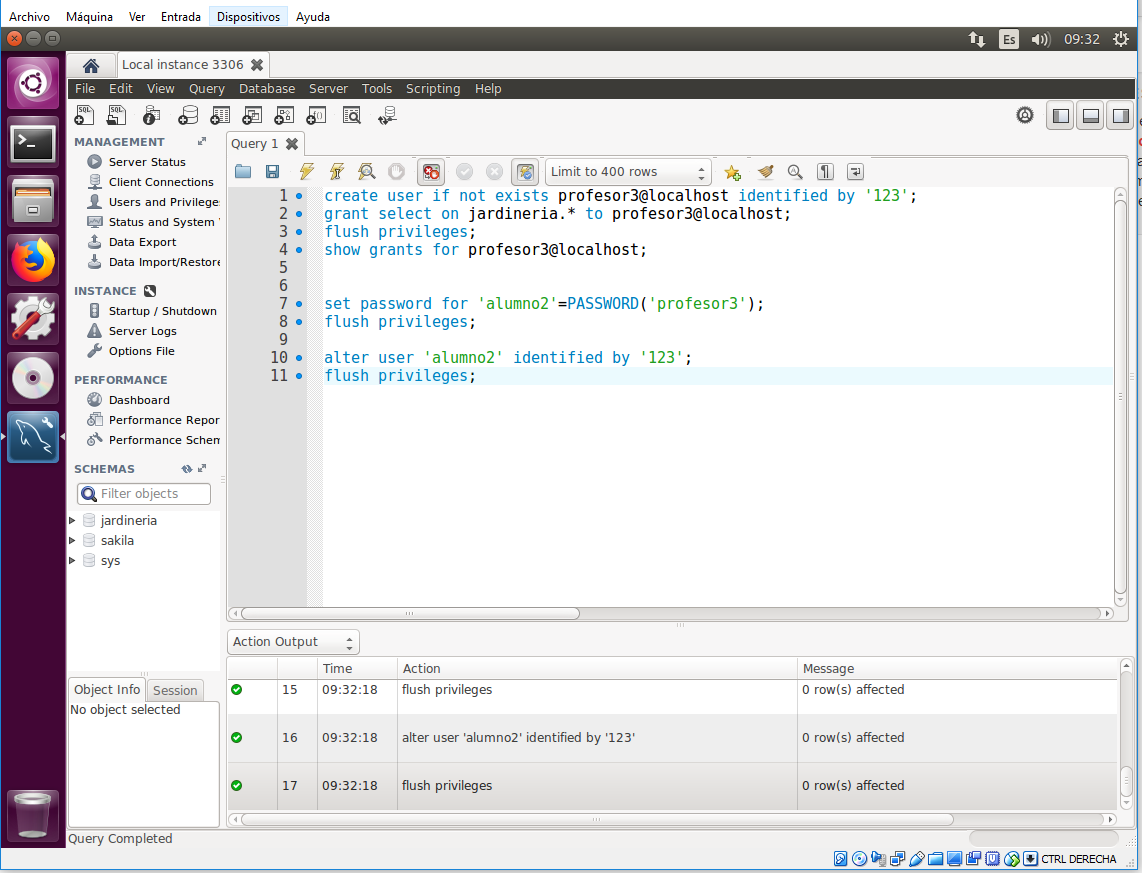 Archivo Máquina Ver Entrada Dispositivos Ayuda
Es 09:32
Local instance 3306
File Edit View Query Database Server Tools Scripting Help
MANAGEMENT
Server Status
Client Connections
Users and Privilege
Status and System
Data Export
Data Import/Restore
INSTANCE
Startup / Shutdown
Server Logs
Options File
PERFORMANCE
Dashboard
Performance Repor
Performance Schem
SCHEMAS
Filter objects
jardineria
sakila
sys
Object Info Session
No object selected
Query 1
Limit to 400 rows
1 create user if not exists profesor3@localhost identified by '123';
2 grant select on jardineria.* to profesor3@localhost;
3 flush privileges;
4 show grants for profesor3@localhost;
5
6
7 set password for 'alumno2'=PASSWORD('profesor3');
8 flush privileges;
9
10 alter user 'alumno2' identified by '123';
11 flush privileges;
Action Output
Time Action Message
15 09:32:18 flush privileges 0 row(s) affected
16 09:32:18 alter user 'alumno2' identified by '123' 0 row(s) affected
17 09:32:18 flush privileges 0 row(s) affected
Query Completed
CTRL DERECHA